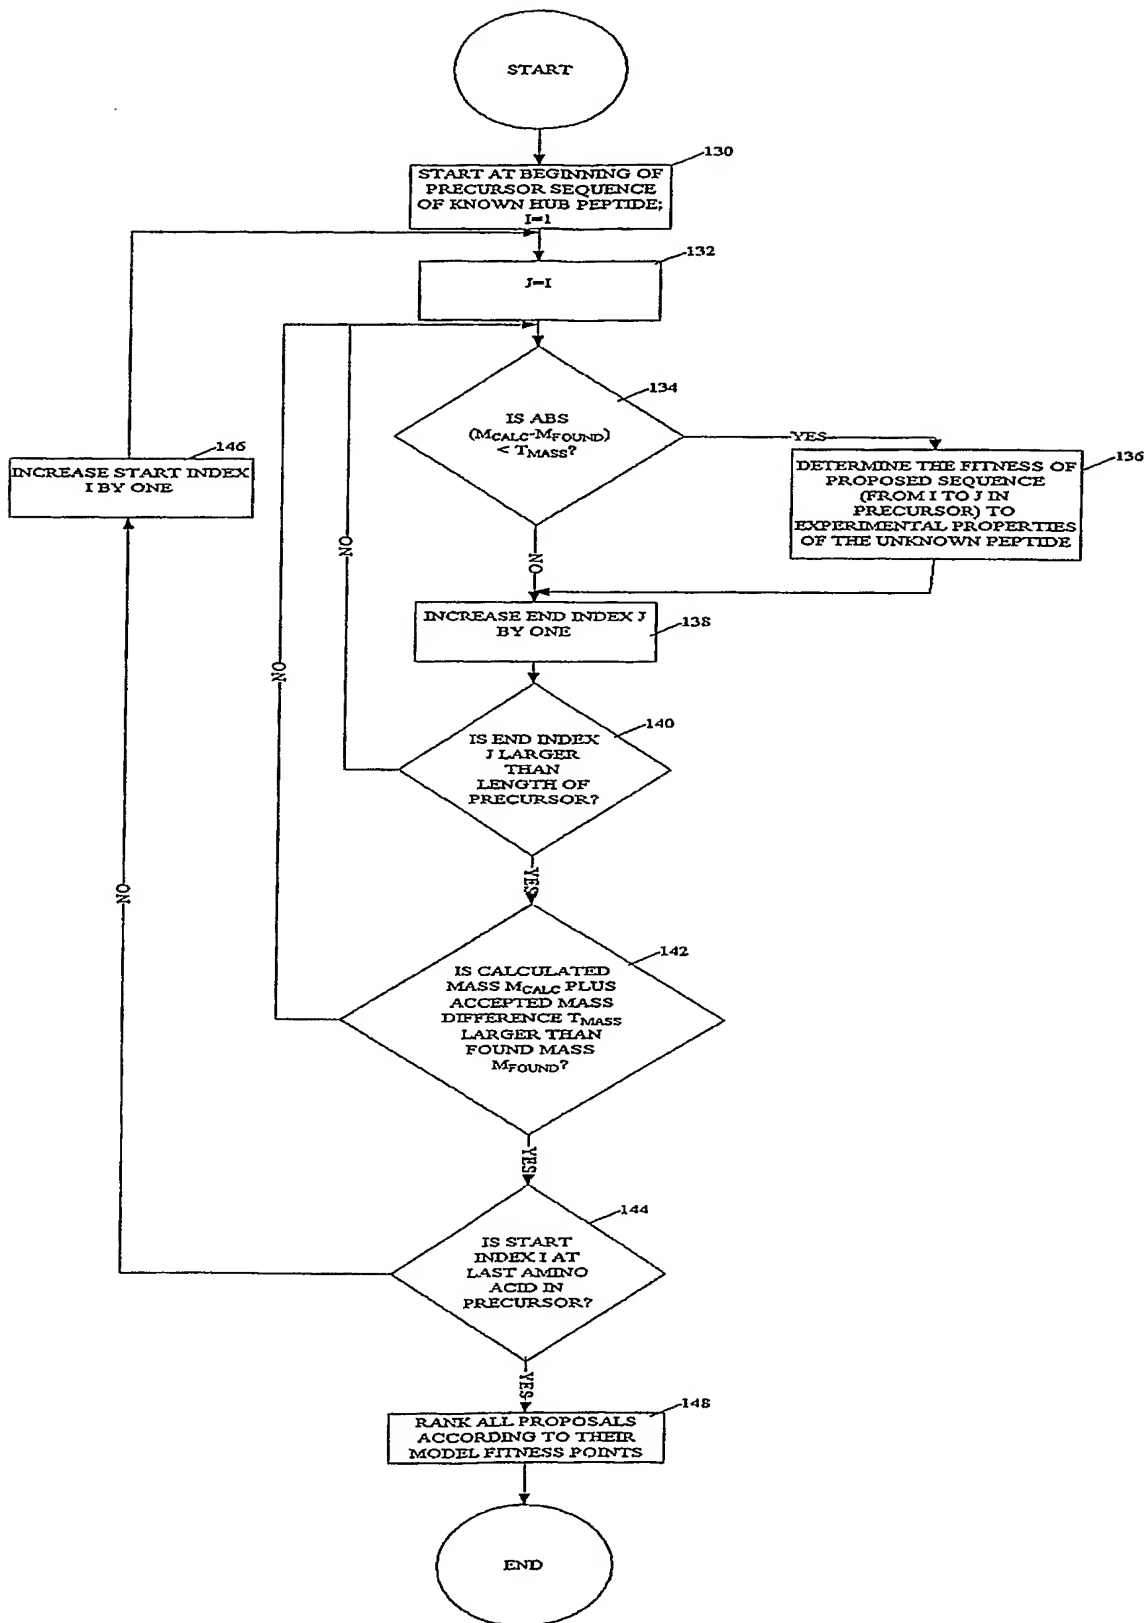 START
130
START AT BEGINNING OF
PRECURSOR SEQUENCE
OF KNOWN HUB PEPTIDE;
I=1
132
J=I
134
IS ABS
(MCALC-MFOUND)
< TMASS?
YES
136
DETERMINE THE FITNESS OF
PROPOSED SEQUENCE
(FROM I TO J IN
PRECURSOR) TO
EXPERIMENTAL PROPERTIES
OF THE UNKNOWN PEPTIDE
146
INCREASE START INDEX
I BY ONE
NO
NO
138
INCREASE END INDEX J
BY ONE
NO
140
IS END INDEX
J LARGER
THAN
LENGTH OF
PRECURSOR?
YES
NO
142
IS CALCULATED
MASS MCALC PLUS
ACCEPTED MASS
DIFFERENCE TMASS
LARGER THAN
FOUND MASS
MFOUND?
YES
144
IS START
INDEX I AT
LAST AMINO
ACID IN
PRECURSOR?
YES
148
RANK ALL PROPOSALS
ACCORDING TO THEIR
MODEL FITNESS POINTS
END